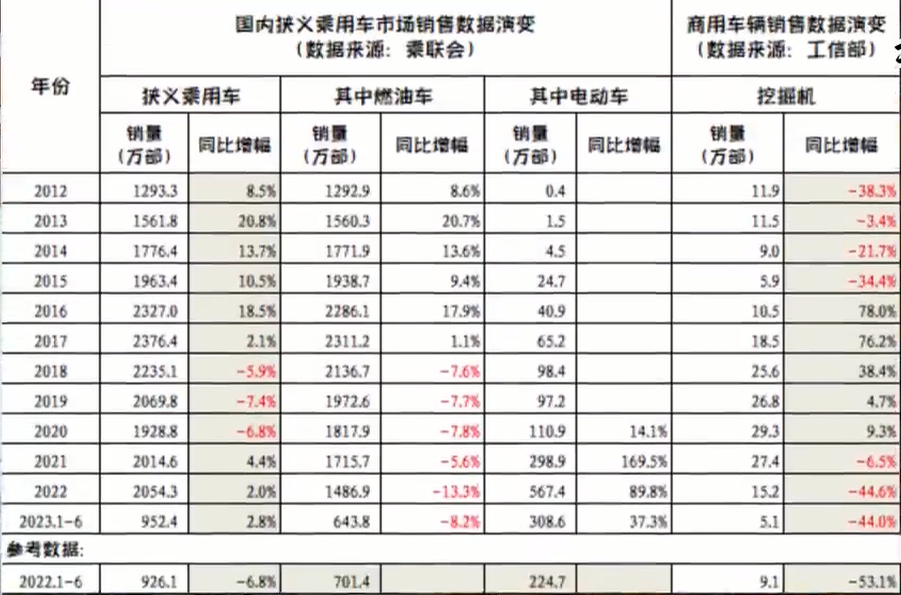 国内狭义乘用车市场销售数据演变
(数据来源: 乘联会)
商用车辆销售数据演变
(数据来源: 工信部)
年份
狭义乘用车 其中燃油车 其中电动车 挖掘机
销量(万部) 同比增幅 销量(万部) 同比增幅 销量(万部) 同比增幅 销量(万部) 同比增幅
2012 1293.3 8.5% 1292.9 8.6% 0.4 11.9 -38.3%
2013 1561.8 20.8% 1560.3 20.7% 1.5 11.5 -3.4%
2014 1776.4 13.7% 1771.9 13.6% 4.5 9.0 -21.7%
2015 1963.4 10.5% 1938.7 9.4% 24.7 5.9 -34.4%
2016 2327.0 18.5% 2286.1 17.9% 40.9 10.5 78.0%
2017 2376.4 2.1% 2311.2 1.1% 65.2 18.5 76.2%
2018 2235.1 -5.9% 2136.7 -7.6% 98.4 25.6 38.4%
2019 2069.8 -7.4% 1972.6 -7.7% 97.2 26.8 4.7%
2020 1928.8 -6.8% 1817.9 -7.8% 110.9 14.1% 29.3 9.3%
2021 2014.6 4.4% 1715.7 -5.6% 298.9 169.5% 27.4 -6.5%
2022 2054.3 2.0% 1486.9 -13.3% 567.4 89.8% 15.2 -44.6%
2023.1-6 952.4 2.8% 643.8 -8.2% 308.6 37.3% 5.1 -44.0%
參考数据:
2022.1-6 926.1 -6.8% 701.4 224.7 9.1 -53.1%